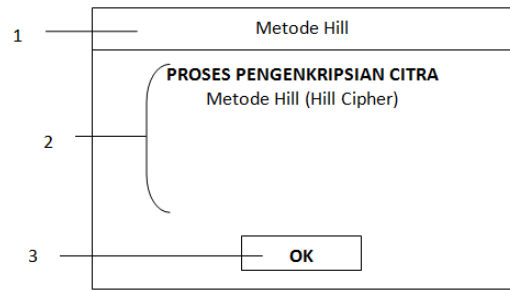 1
Metode Hill
PROSES PENGENKRIPSIAN CITRA
Metode Hill (Hill Cipher)
2
3
OK